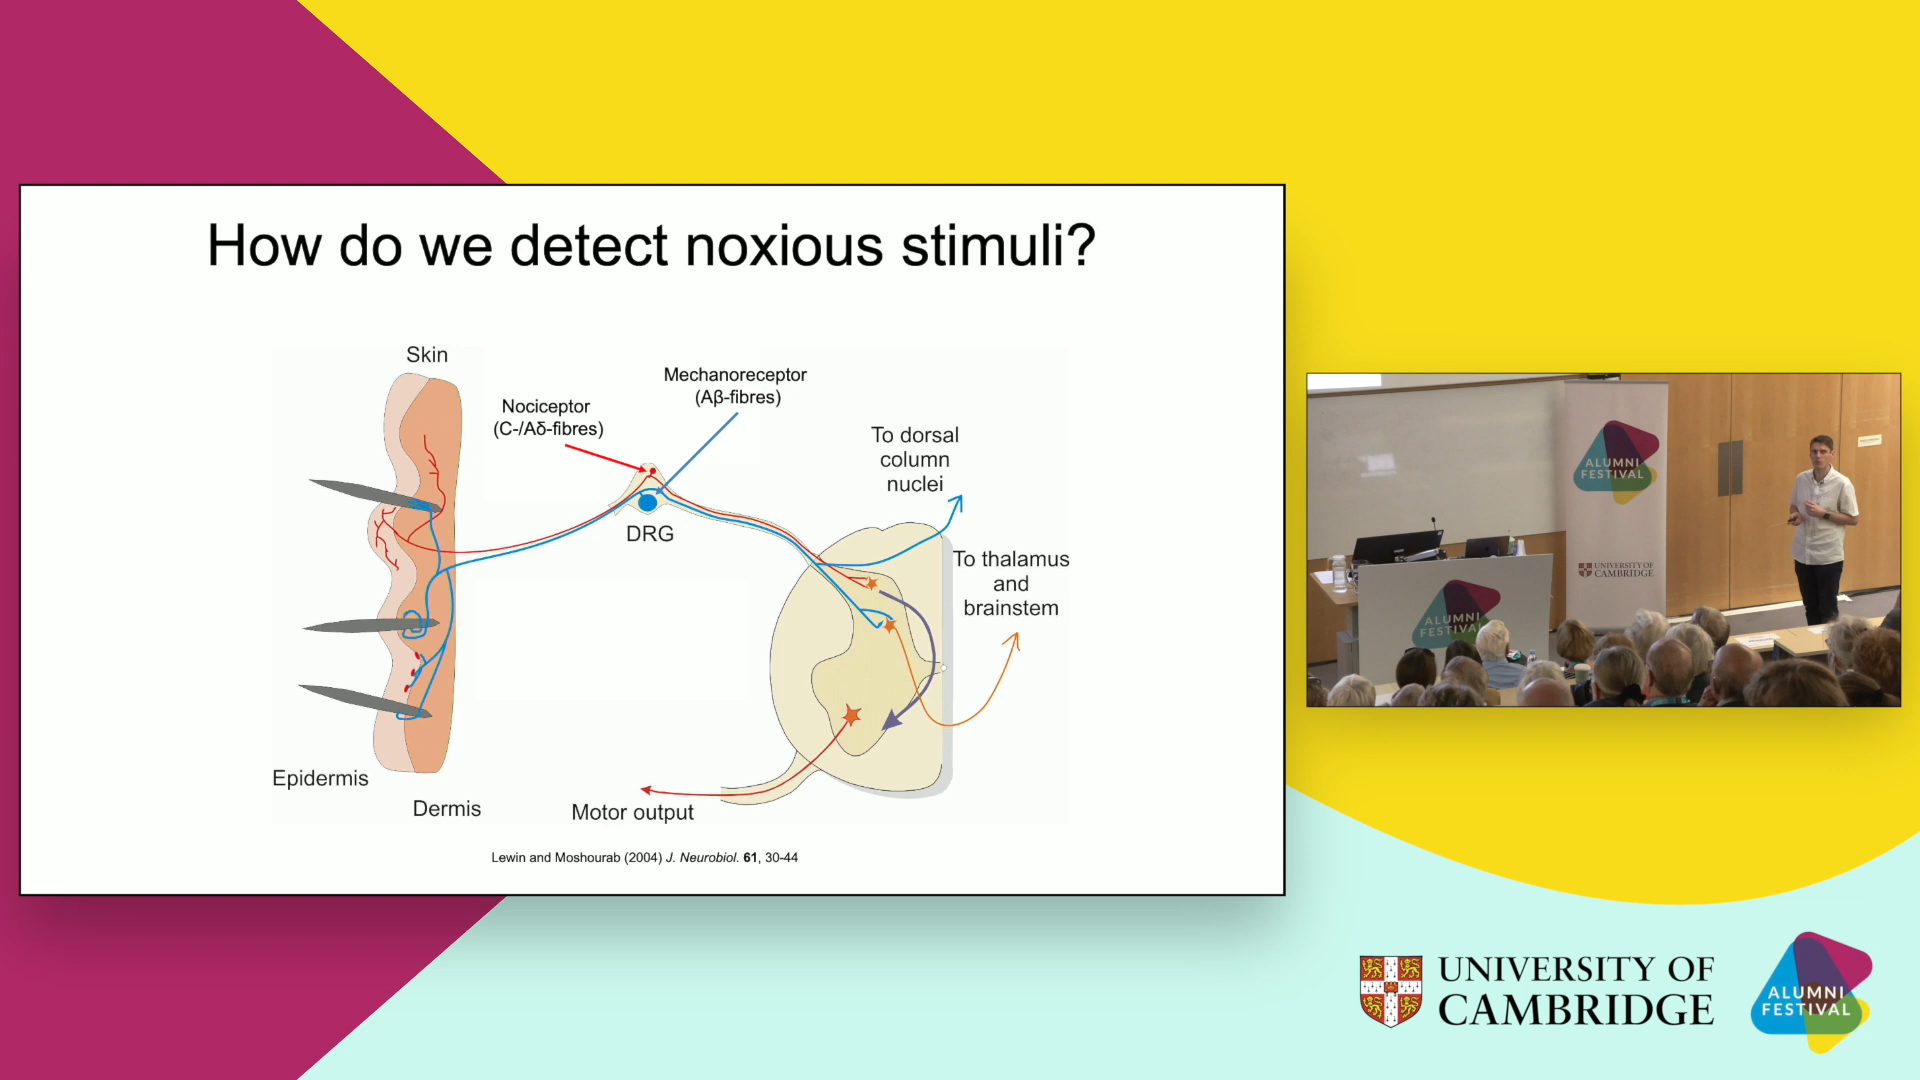 How do we detect noxious stimuli?
Skin
Mechanoreceptor
(Aβ-fibres)
Nociceptor
(C-/Aδ-fibres)
To dorsal
column
nuclei
DRG
To thalamus
and
brainstem
Epidermis
Dermis
Motor output
Lewin and Moshourab (2004) J. Neurobiol. 61, 30-44
ALUMNI
FESTIVAL
UNIVERSITY OF
CAMBRIDGE
ALUMNI
FESTIVAL
UNIVERSITY OF
CAMBRIDGE
ALUMNI
FESTIVAL